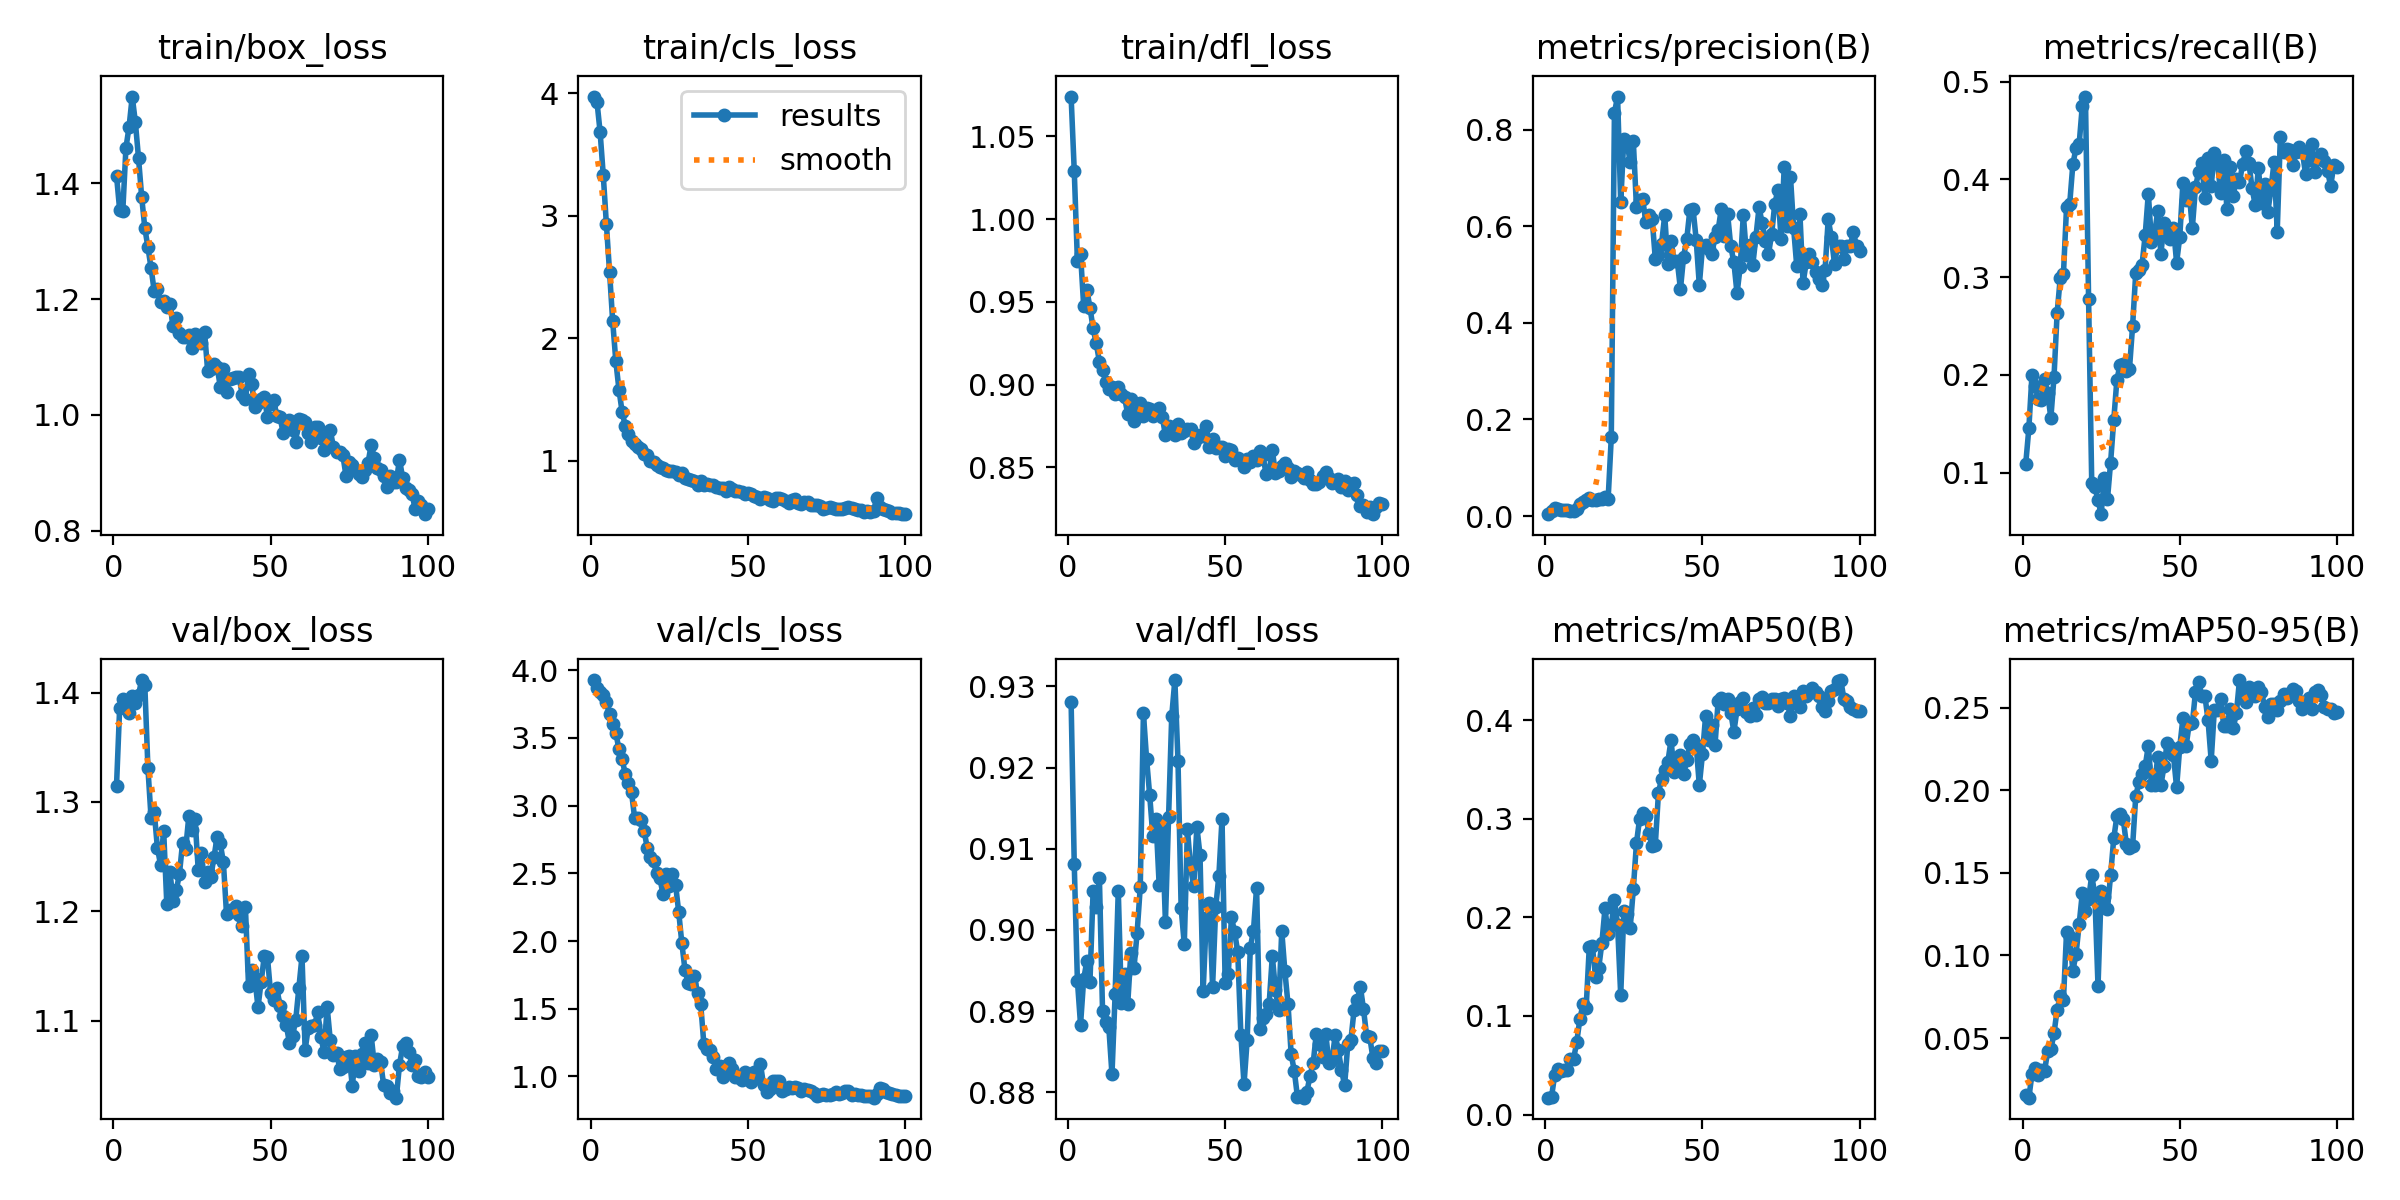 train/box_loss
1.4
1.2
1.0
0.8
0 50 100
train/cls_loss
4
3
2
1
results
smooth
0 50 100
train/dfl_loss
1.05
1.00
0.95
0.90
0.85
0 50 100
metrics/precision(B)
0.8
0.6
0.4
0.2
0.0
0 50 100
metrics/recall(B)
0.5
0.4
0.3
0.2
0.1
0 50 100
val/box_loss
1.4
1.3
1.2
1.1
0 50 100
val/cls_loss
4.0
3.5
3.0
2.5
2.0
1.5
1.0
0 50 100
val/dfl_loss
0.93
0.92
0.91
0.90
0.89
0.88
0 50 100
metrics/mAP50(B)
0.4
0.3
0.2
0.1
0.0
0 50 100
metrics/mAP50-95(B)
0.25
0.20
0.15
0.10
0.05
0 50 100